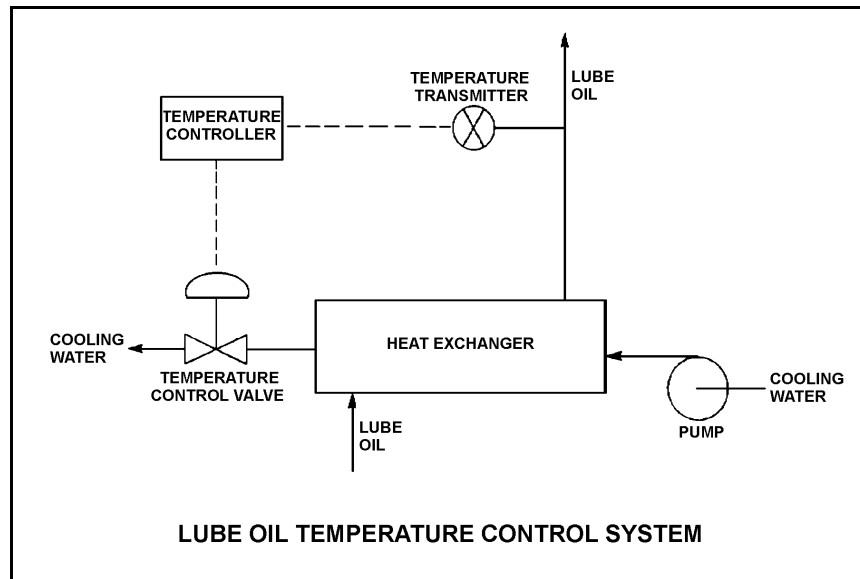 TEMPERATURE
TRANSMITTER
LUBE
OIL
TEMPERATURE
CONTROLLER
COOLING
WATER
TEMPERATURE
CONTROL VALVE
HEAT EXCHANGER
LUBE
OIL
COOLING
WATER
PUMP
LUBE OIL TEMPERATURE CONTROL SYSTEM